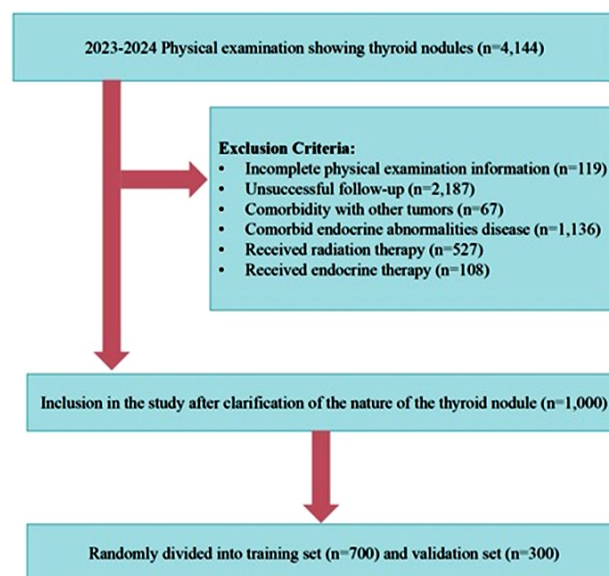 2023-2024 Physical examination showing thyroid nodules (n=4,144)
Exclusion Criteria:
• Incomplete physical examination information (n=119)
• Unsuccessful follow-up (n=2,187)
• Comorbidity with other tumors (n=67)
• Comorbid endocrine abnormalities disease (n=1,136)
• Received radiation therapy (n=527)
• Received endocrine therapy (n=108)
Inclusion in the study after clarification of the nature of the thyroid nodule (n=1,000)
Randomly divided into training set (n=700) and validation set (n=300)